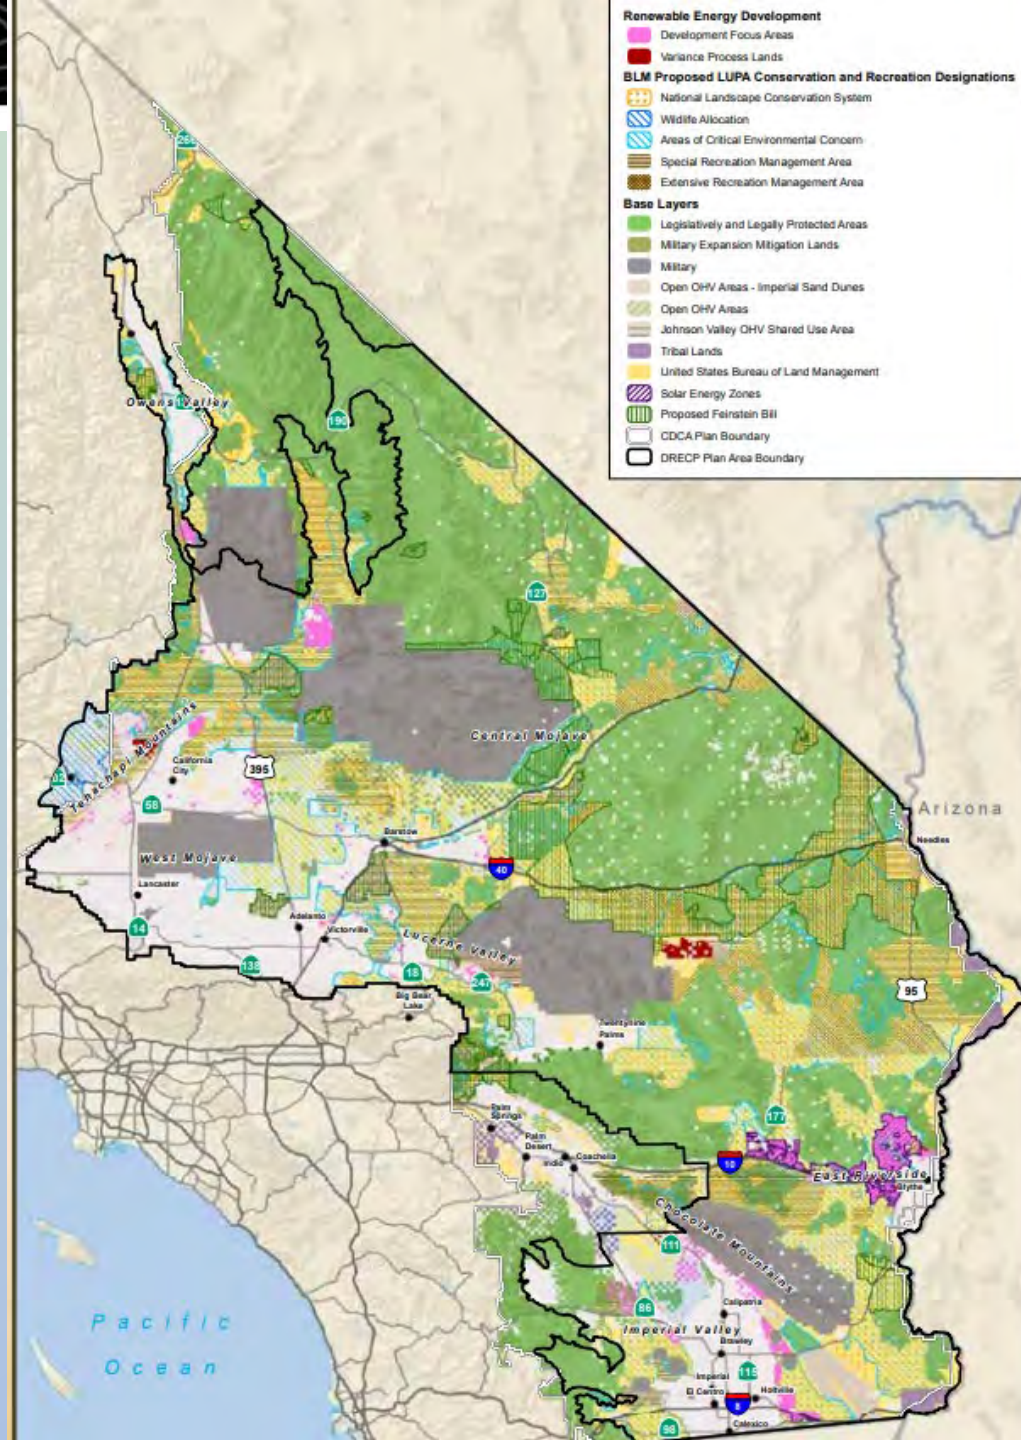 Renewable Energy Development
Development Focus Areas
Variance Process Lands
BLM Proposed LUPA Conservation and Recreation Designations
National Landscape Conservation System
Wildlife Allocation
Areas of Critical Environmental Concern
Special Recreation Management Area
Extensive Recreation Management Area
Base Layers
Legislatively and Legally Protected Areas
Military Expansion Mitigation Lands
Military
Open OHV Areas - Imperial Sand Dunes
Open OHV Areas
Johnson Valley OHV Shared Use Area
Tribal Lands
United States Bureau of Land Management
Solar Energy Zones
Proposed Feinstein Bill
CDCA Plan Boundary
DRECP Plan Area Boundary
266
Owens Valley
190
127
Tehachapi Mountains
Central Mojave
California
City
395
58
Arizona
Barstow
Needles
West Mojave
40
Lancaster
Adelanto
14
Victorville
Lucerne Valley
138
18
247
95
Big Bear
Lake
Twentynine
Palms
Palm
Springs
177
Palm
Desert
Indio
Coachella
10
East Riverside
Blythe
Chocolate Mountains
111
86
Calipatria
Pacific
Ocean
Imperial Valley
Brawley
Imperial
115
El Centro
Holtville
8
98
Calexico